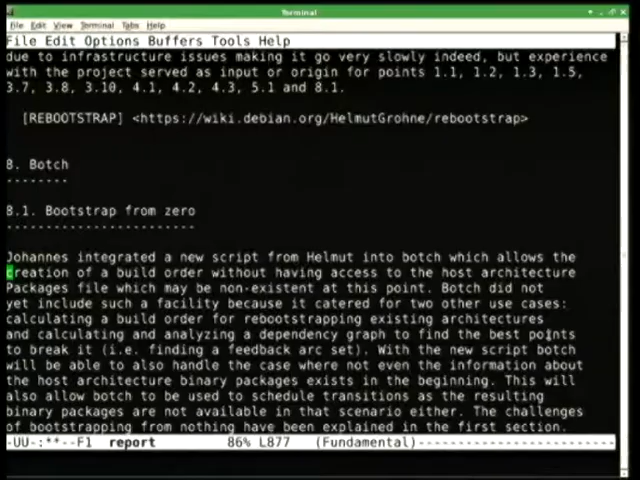 Terminal
File Edit View Terminal Tabs Help
File Edit Options Buffers Tools Help
due to infrastructure issues making it go very slowly indeed, but experience
with the project served as input or origin for points 1.1, 1.2, 1.3, 1.5,
3.7, 3.8, 3.10, 4.1, 4.2, 4.3, 5.1 and 8.1.
[REBOOTSTRAP] <https://wiki.debian.org/HelmutGrohne/rebootstrap>
8. Botch
--------
8.1. Bootstrap from zero
------------------------
Johannes integrated a new script from Helmut into botch which allows the
creation of a build order without having access to the host architecture
Packages file which may be non-existent at this point. Botch did not
yet include such a facility because it catered for two other use cases:
calculating a build order for rebootstrapping existing architectures
and calculating and analyzing a dependency graph to find the best points
to break it (i.e. finding a feedback arc set). With the new script botch
will be able to also handle the case where not even the information about
the host architecture binary packages exists in the beginning. This will
also allow botch to be used to schedule transitions as the resulting
binary packages are not available in that scenario either. The challenges
of bootstrapping from nothing have been explained in the first section.
-UU-:**--F1  report  86% L877  (Fundamental)-------------------------